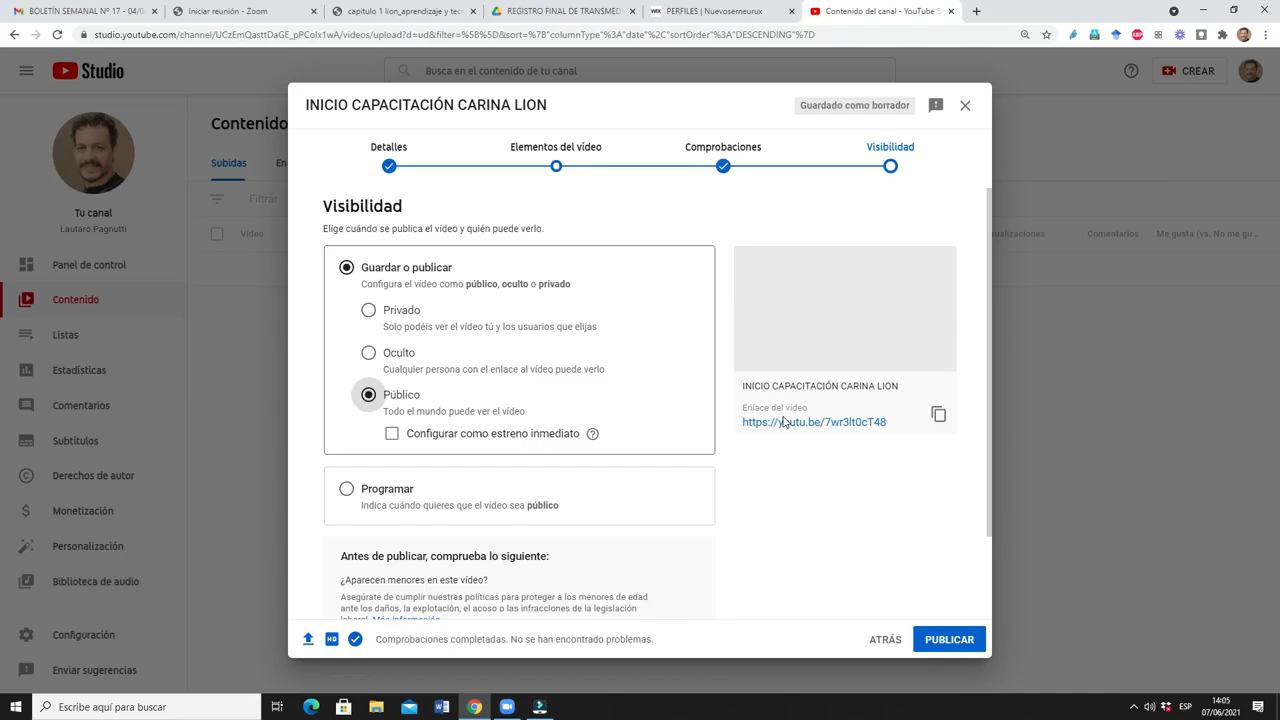 BOLETÍN SEMANAL Nº 17 - 04/0
Iniciar reunión - Zoom
capitulo 1 lion_aprendizaje y tec
REGISTRO FINAL DE TRANSMED
PERFILES | Nuevoserneurux
Contenido del canal - YouTube S
studio.youtube.com/channel/UCzEmQasttDaGE_pPColx1wA/videos/upload?d=ud&filter=%5B%5D&sort=%7B"columnType"%3A"date"%2C"sortOrder"%3A"DESCENDING"%7D
Studio
Busca en el contenido de tu canal
CREAR
Tu canal
Lautaro Pagnutti
Panel de control
Contenido
Listas
Estadísticas
Comentarios
Subtítulos
Derechos de autor
Monetización
Personalización
Biblioteca de audio
Configuración
Enviar sugerencias
Contenido
Subidas
En
Filtrar
Vídeo
ualizaciones
Comentarios
Me gusta (vs. No me gu...
INICIO CAPACITACIÓN CARINA LION
Guardado como borrador
Detalles
Elementos del vídeo
Comprobaciones
Visibilidad
Visibilidad
Elige cuándo se publica el vídeo y quién puede verlo.
Guardar o publicar
Configura el vídeo como público, oculto o privado
Privado
Solo podéis ver el vídeo tú y los usuarios que elijas
Oculto
Cualquier persona con el enlace al vídeo puede verlo
Público
Todo el mundo puede ver el vídeo
Configurar como estreno inmediato
Programar
Indica cuándo quieres que el vídeo sea público
Antes de publicar, comprueba lo siguiente:
¿Aparecen menores en este vídeo?
Asegúrate de cumplir nuestras políticas para proteger a los menores de edad
ante los daños, la explotación, el acoso o las infracciones de la legislación
laboral. Más información
INICIO CAPACITACIÓN CARINA LION
Enlace del vídeo
https://youtu.be/7wr3lt0cT48
HD
Comprobaciones completadas. No se han encontrado problemas.
ATRÁS
PUBLICAR
Escribe aquí para buscar
ESP
14:05
07/06/2021